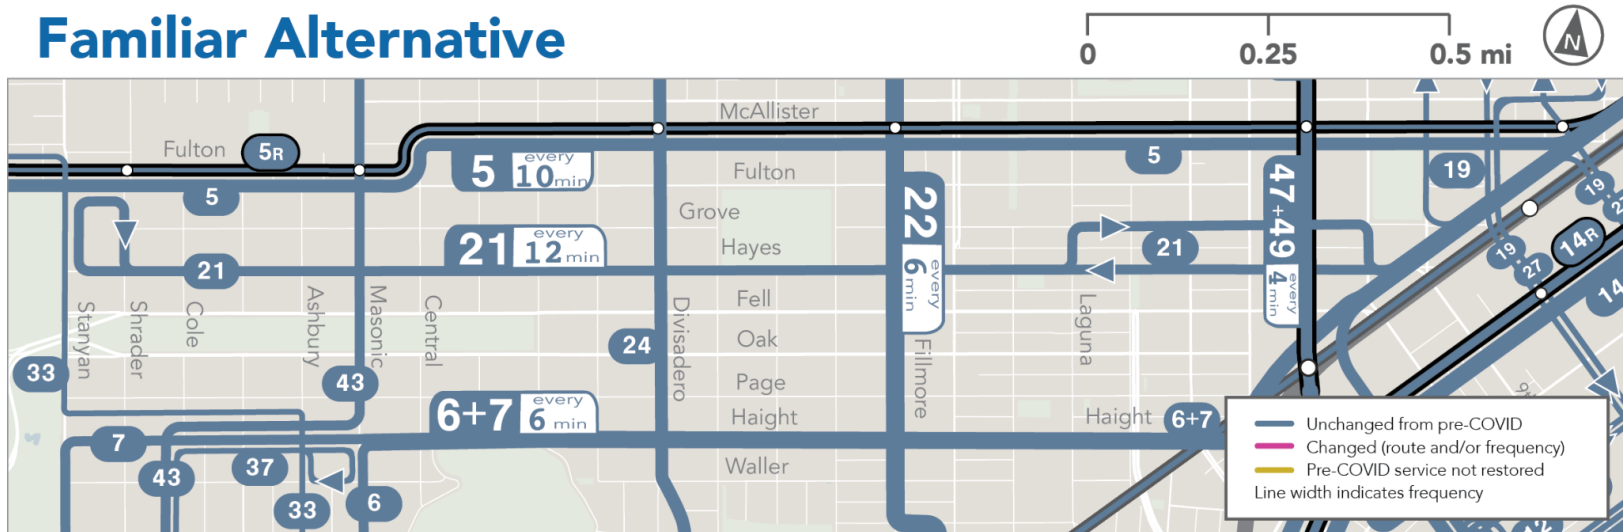 Familiar Alternative
0 0.25 0.5 mi
N
McAllister
Fulton
5R
5
every
10 min
5
19
5
Fulton
47+49
every
4 min
22
every
6 min
19
27
14R
19
27
14
Grove
21
every
12 min
Hayes
21
21
Stanyan
Shrader
Cole
Ashbury
Masonic
Central
Divisadero
Fillmore
Laguna
Fell
Oak
24
33
43
Page
6+7
every
6 min
Haight
Haight
6+7
7
Waller
43
37
33
6
Unchanged from pre-COVID
Changed (route and/or frequency)
Pre-COVID service not restored
Line width indicates frequency